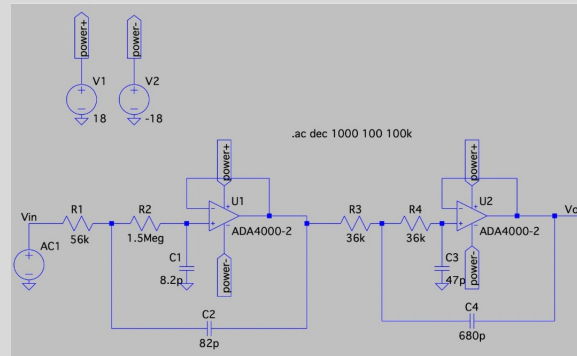 power+
power-
V1
V2
18
-18
.ac dec 1000 100 100k
power+
power+
U1
U2
Vin
R1
R2
R3
R4
Vo
ADA4000-2
ADA4000-2
56k
1.5Meg
36k
36k
AC1
C1
C3
8.2p
power-
47p
power-
C2
C4
82p
680p